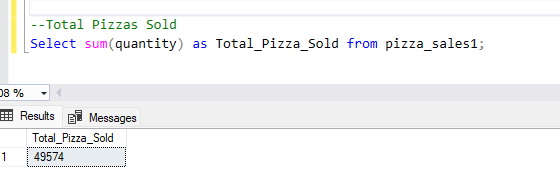 --Total Pizzas Sold
Select sum(quantity) as Total_Pizza_Sold from pizza_sales1;
08 %
Results Messages
Total_Pizza_Sold
1 49574